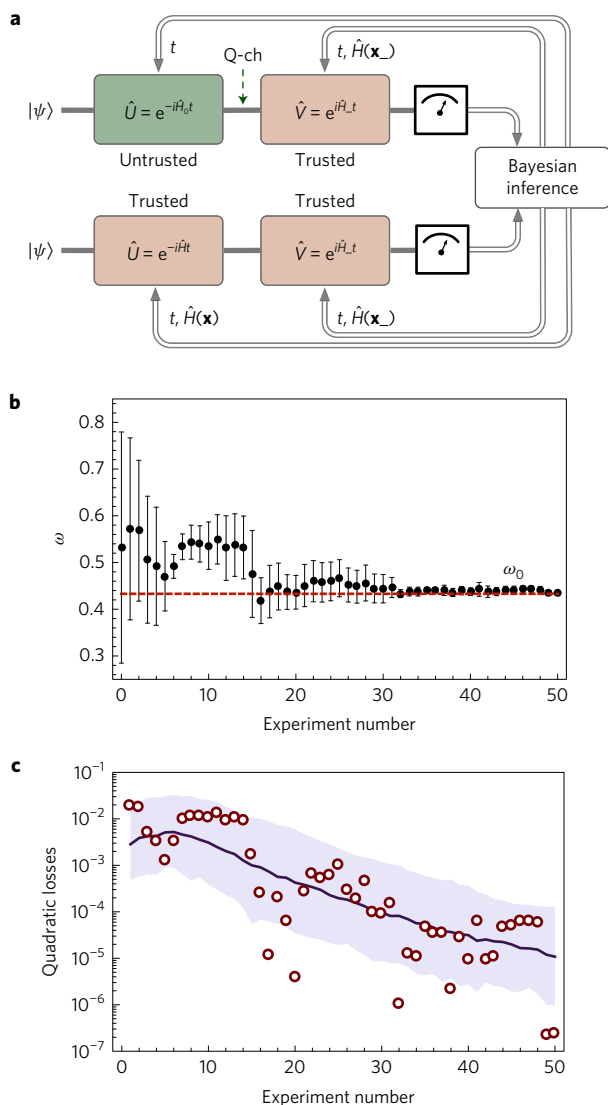 a
t
Q-ch
t, Ĥ(x_)
|ψ⟩
Û = e^{−iĤ₀t}
V̂ = e^{iĤ_t}
Untrusted
Trusted
Bayesian
inference
Trusted
Trusted
|ψ⟩
Û = e^{−iĤt}
V̂ = e^{iĤ_t}
t, Ĥ(x)
t, Ĥ(x_)
b
0.8
0.7
0.6
ω
0.5
ω₀
0.4
0.3
0
10
20
30
40
50
Experiment number
c
10⁻¹
10⁻²
10⁻³
Quadratic losses
10⁻⁴
10⁻⁵
10⁻⁶
10⁻⁷
0
10
20
30
40
50
Experiment number